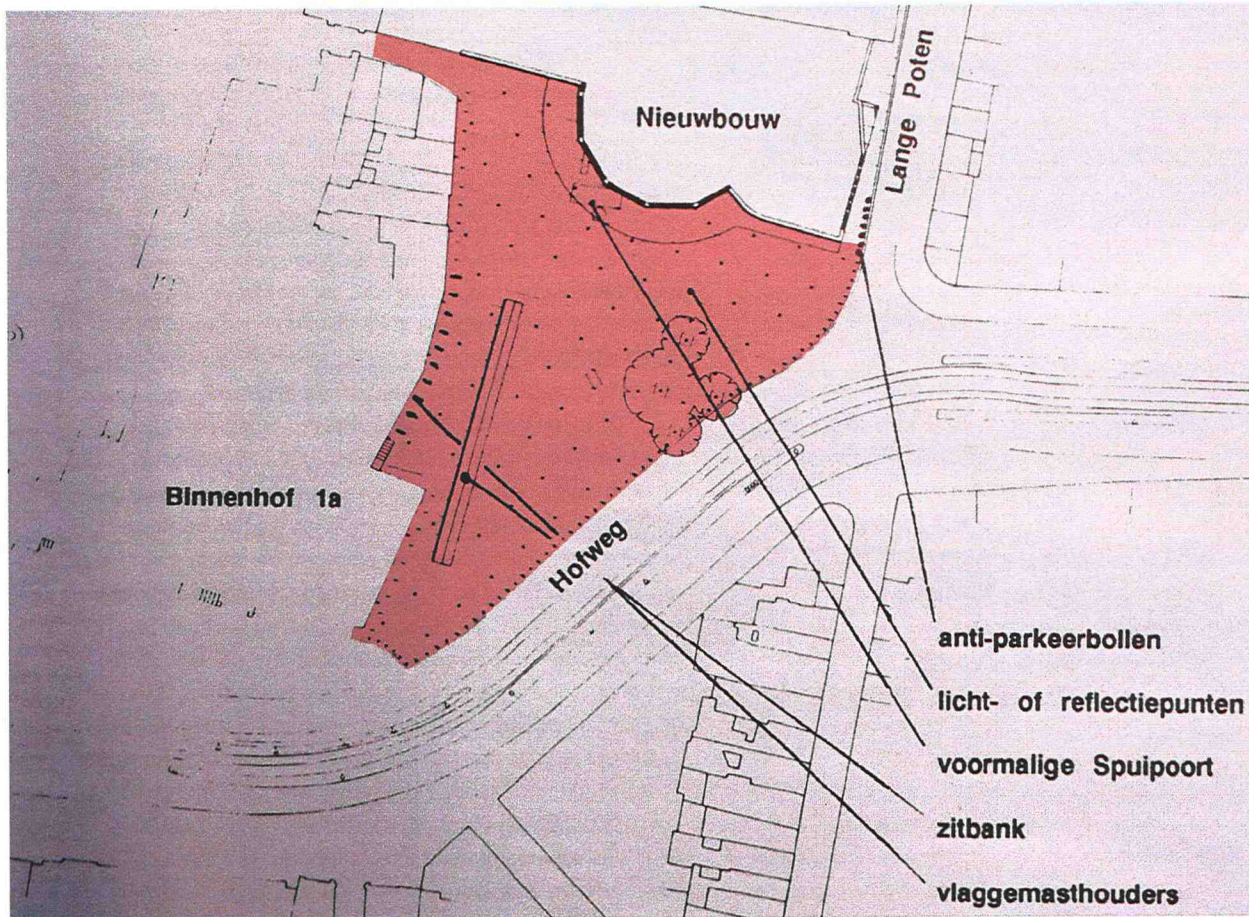 Nieuwbouw
Lange Poten
Binnenhof 1a
Hofweg
anti-parkeerbollen
licht- of reflectiepunten
voormalige Spuipoort
zitbank
vlaggemasthouders